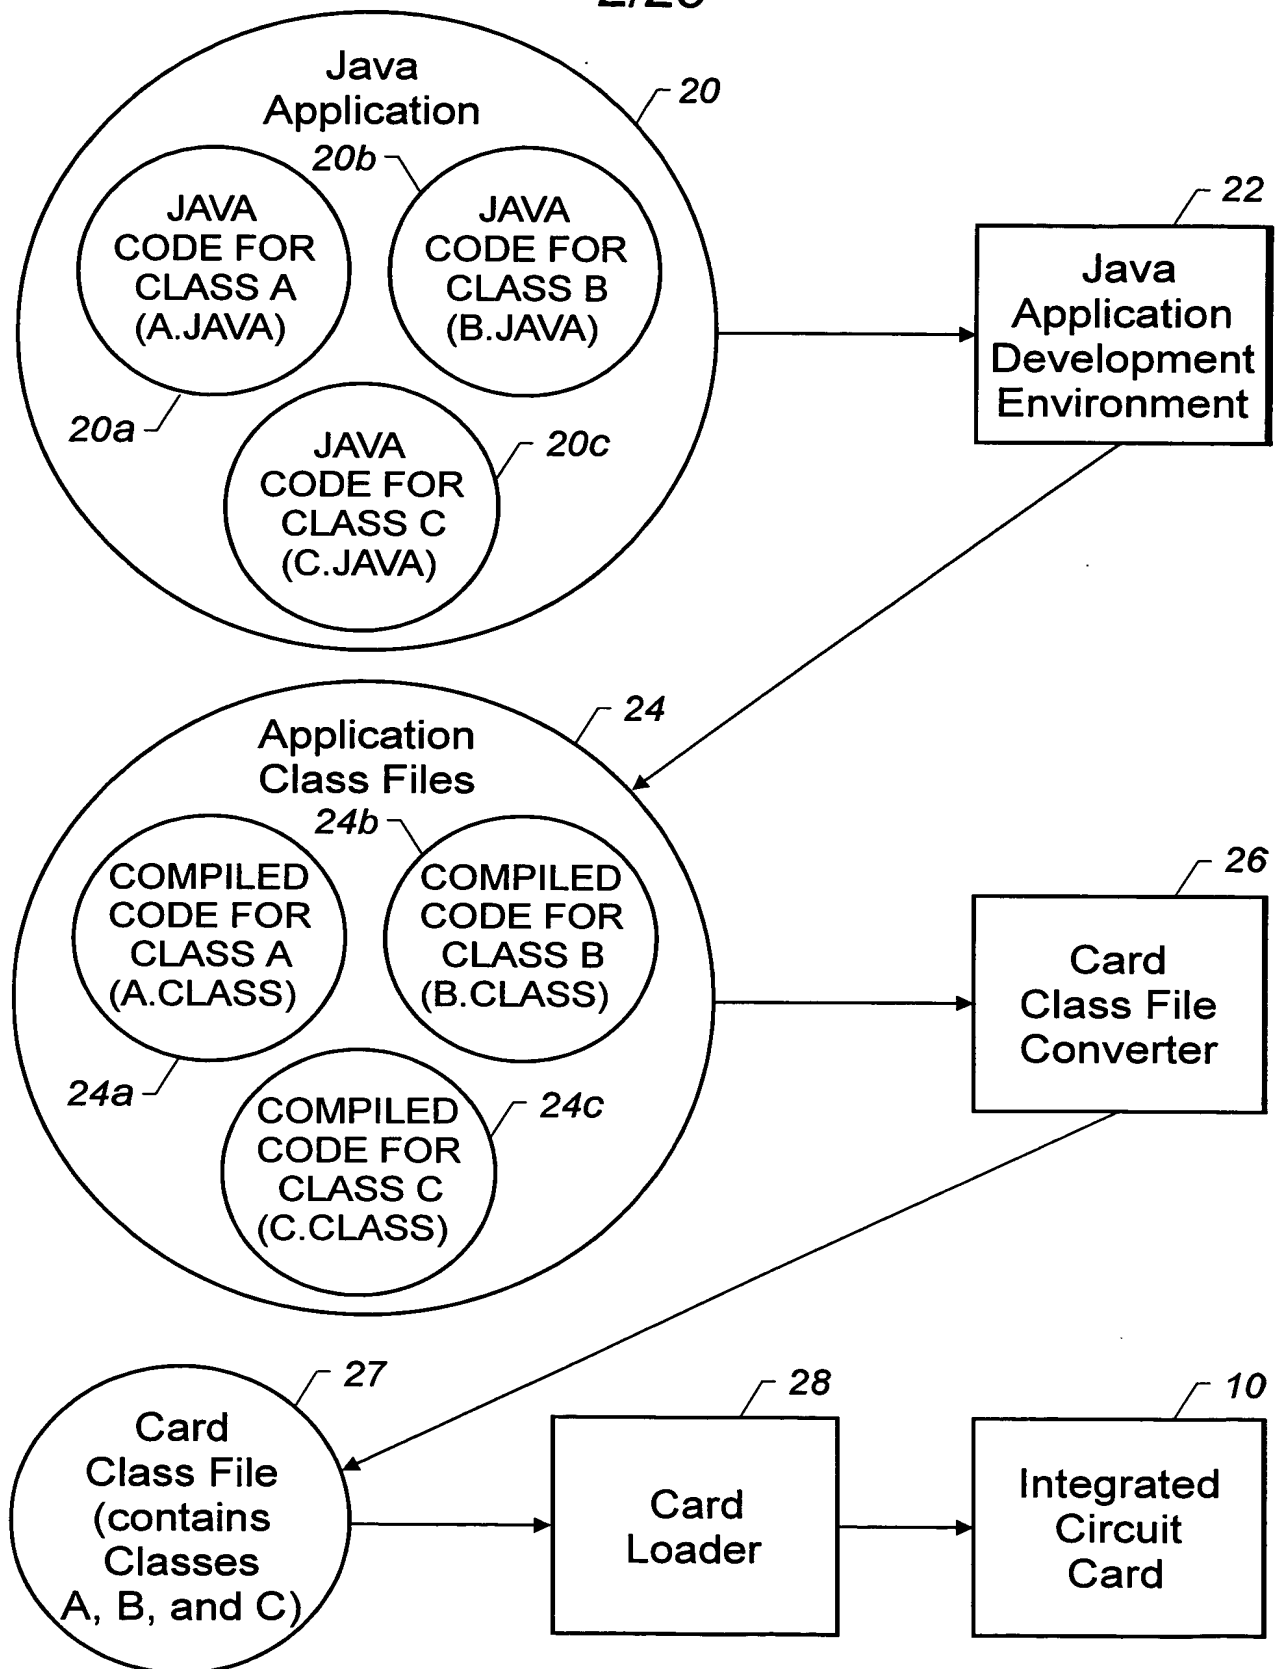 Java
Application
20
20b
JAVA
CODE FOR
CLASS A
(A.JAVA)
JAVA
CODE FOR
CLASS B
(B.JAVA)
20a
JAVA
CODE FOR
CLASS C
(C.JAVA)
20c
22
Java
Application
Development
Environment
Application
Class Files
24
24b
COMPILED
CODE FOR
CLASS A
(A.CLASS)
COMPILED
CODE FOR
CLASS B
(B.CLASS)
24a
COMPILED
CODE FOR
CLASS C
(C.CLASS)
24c
26
Card
Class File
Converter
27
Card
Class File
(contains
Classes
A, B, and C)
28
Card
Loader
10
Integrated
Circuit
Card